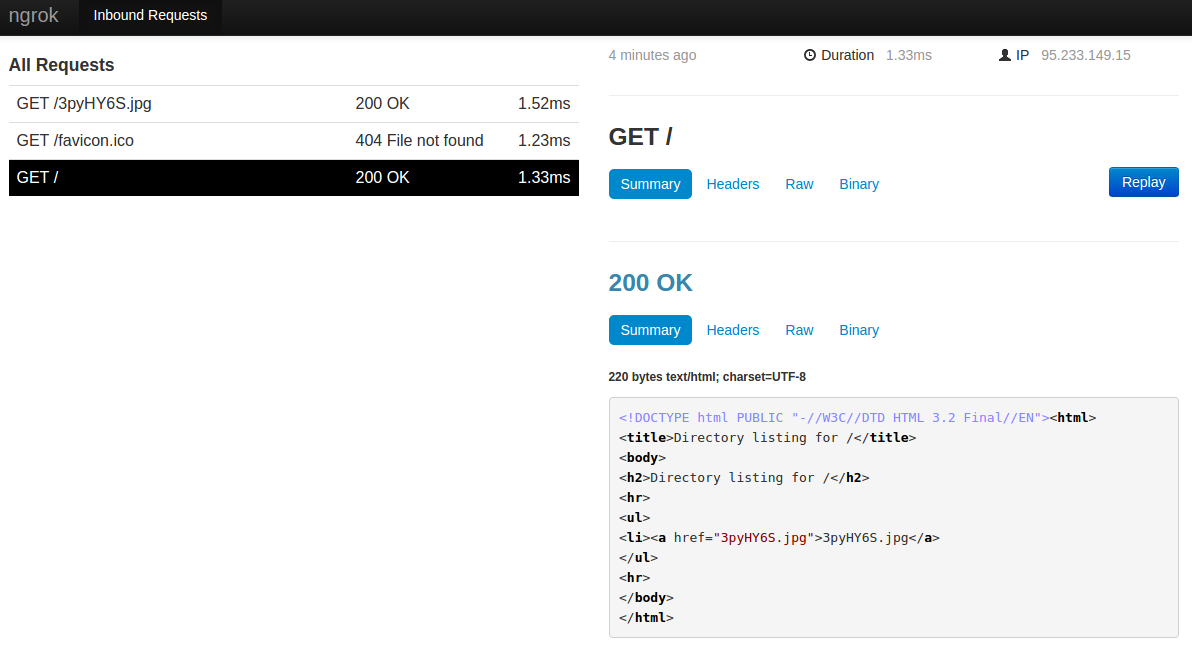 ngrok Inbound Requests
All Requests
GET /3pyHY6S.jpg 200 OK 1.52ms
GET /favicon.ico 404 File not found 1.23ms
GET / 200 OK 1.33ms
4 minutes ago Duration 1.33ms IP 95.233.149.15
GET /
Summary Headers Raw Binary Replay
200 OK
Summary Headers Raw Binary
220 bytes text/html; charset=UTF-8
<!DOCTYPE html PUBLIC "-//W3C//DTD HTML 3.2 Final//EN"><html>
<title>Directory listing for /</title>
<body>
<h2>Directory listing for /</h2>
<hr>
<ul>
<li><a href="3pyHY6S.jpg">3pyHY6S.jpg</a>
</ul>
<hr>
</body>
</html>